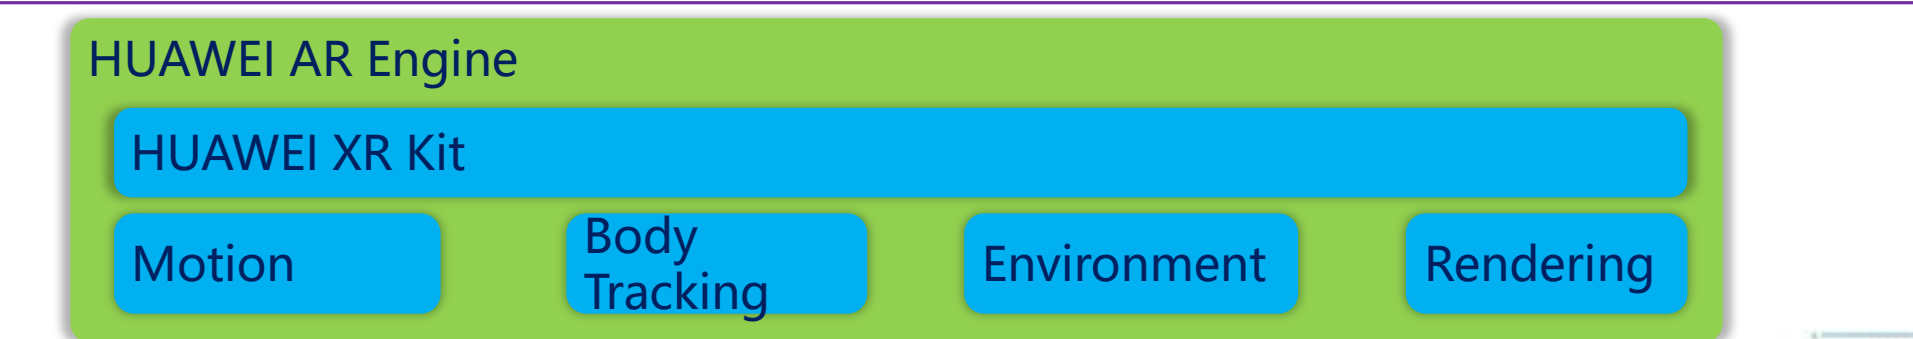 HUAWEI AR Engine
HUAWEI XR Kit
Motion
Body
Tracking
Environment
Rendering